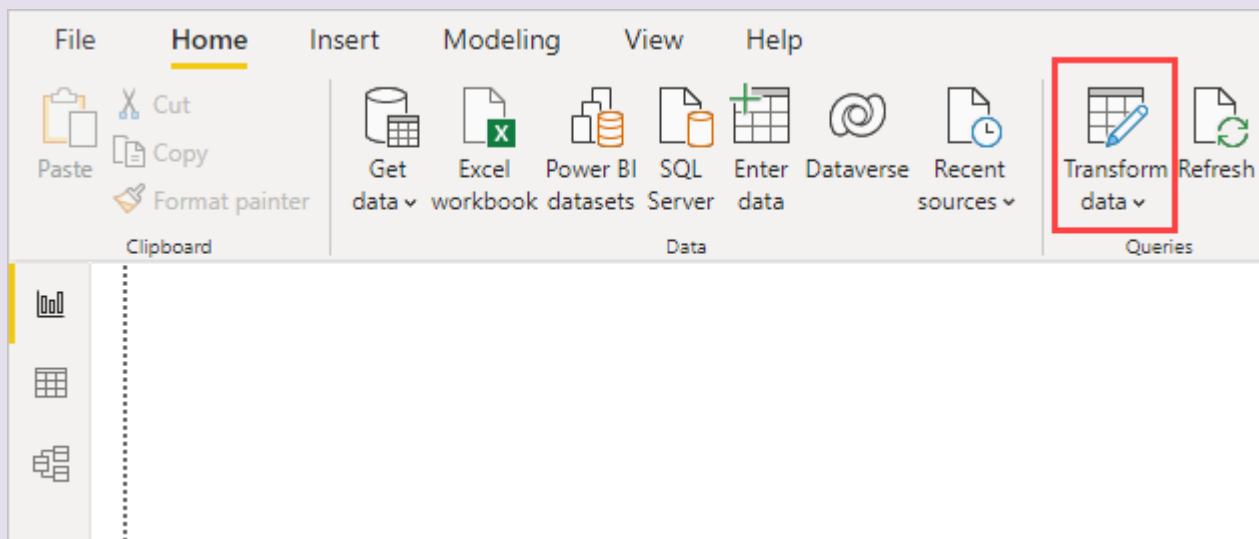 File Home Insert Modeling View Help
Paste
Cut
Copy
Format painter
Clipboard
Get
data
Excel
workbook
Power BI
datasets
SQL
Server
Enter
data
Dataverse
Recent
sources
Data
Transform
data
Refresh
Queries